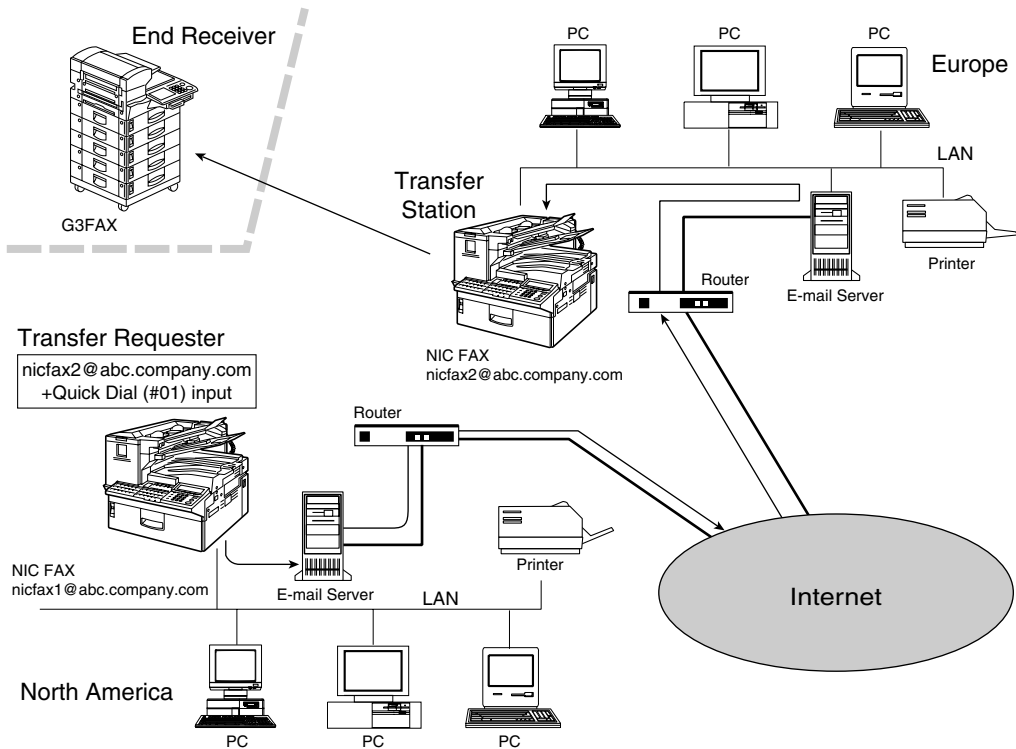 End Receiver
G3FAX
PC
PC
PC
Europe
LAN
Transfer
Station
Router
E-mail Server
Printer
NIC FAX
nicfax2@abc.company.com
Transfer Requester
nicfax2@abc.company.com
+Quick Dial (#01) input
Router
NIC FAX
nicfax1@abc.company.com
E-mail Server
Printer
LAN
Internet
North America
PC
PC
PC